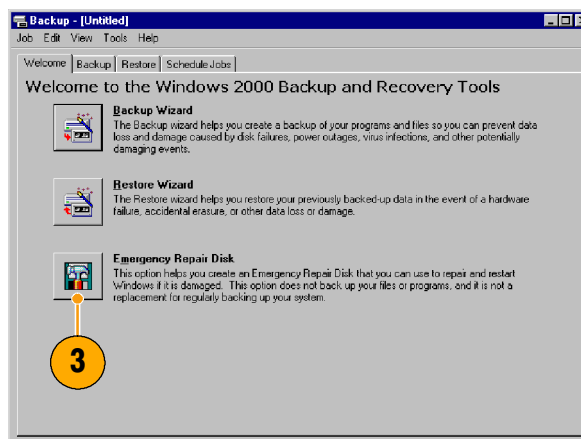 Backup - [Untitled]
Job Edit View Tools Help
Welcome Backup Restore Schedule Jobs
Welcome to the Windows 2000 Backup and Recovery Tools
Backup Wizard
The Backup wizard helps you create a backup of your programs and files so you can prevent data
loss and damage caused by disk failures, power outages, virus infections, and other potentially
damaging events.
Restore Wizard
The Restore wizard helps you restore your previously backed-up data in the event of a hardware
failure, accidental erasure, or other data loss or damage.
Emergency Repair Disk
This option helps you create an Emergency Repair Disk that you can use to repair and restart
Windows if it is damaged. This option does not back up your files or programs, and it is not a
replacement for regularly backing up your system.
3